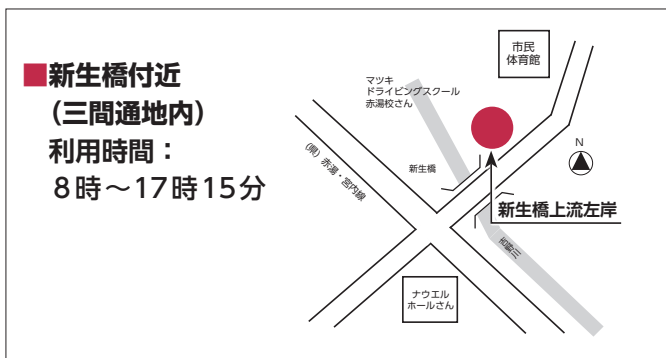 ■新生橋付近
（三間通地内）
利用時間：
8時～17時15分
市民
体育館
マツキ
ドライビングスクール
赤湯校さん
新生橋
N
（県）赤湯・宮内線
新生橋上流左岸
吉野川
ナウエル
ホールさん